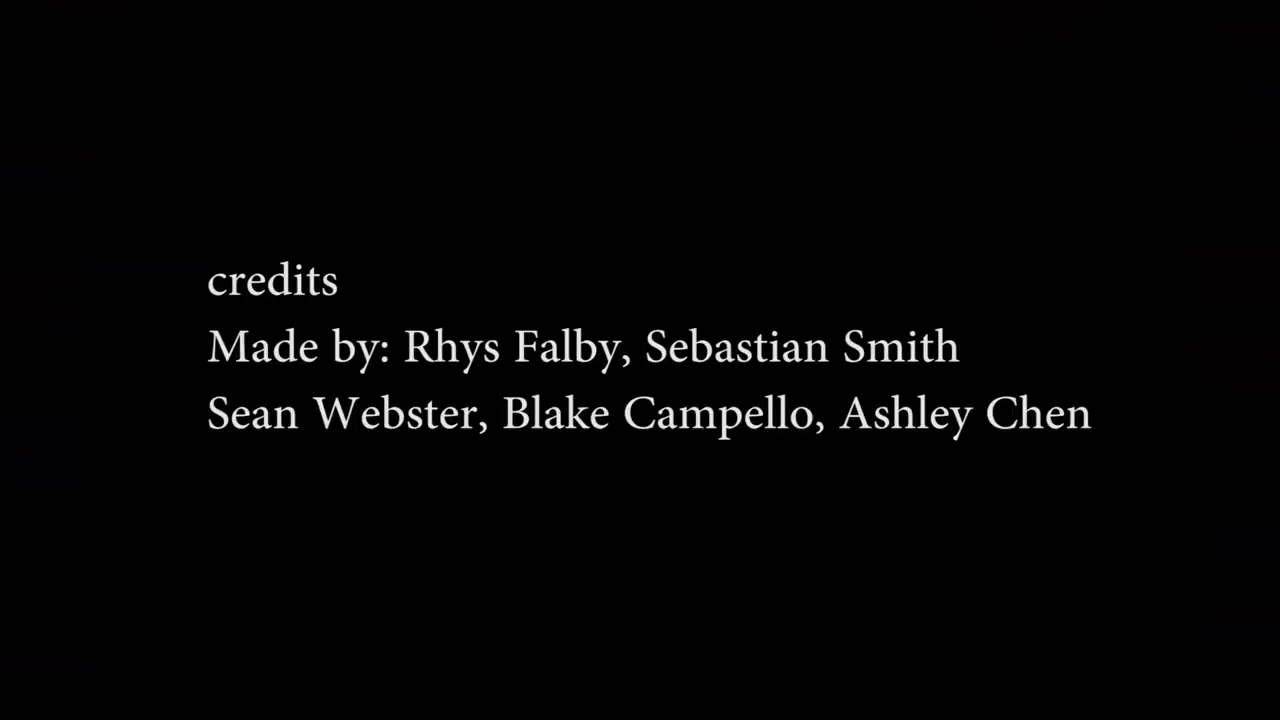 credits
Made by: Rhys Falby, Sebastian Smith
Sean Webster, Blake Campello, Ashley Chen